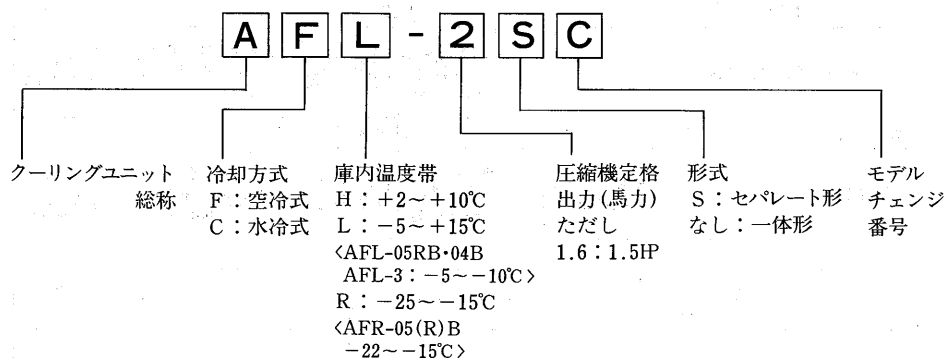 AFL-2SC
クーリングユニット
総称
冷却方式
F：空冷式
C：水冷式
庫内温度帯
H：+2～+10℃
L：-5～+15℃
〈AFL-05RB・04B
AFL-3：-5～-10℃〉
R：-25～-15℃
〈AFR-05(R)B
-22～-15℃〉
圧縮機定格
出力(馬力)
ただし
1.6：1.5HP
形式
S：セパレート形
なし：一体形
モデル
チェンジ
番号